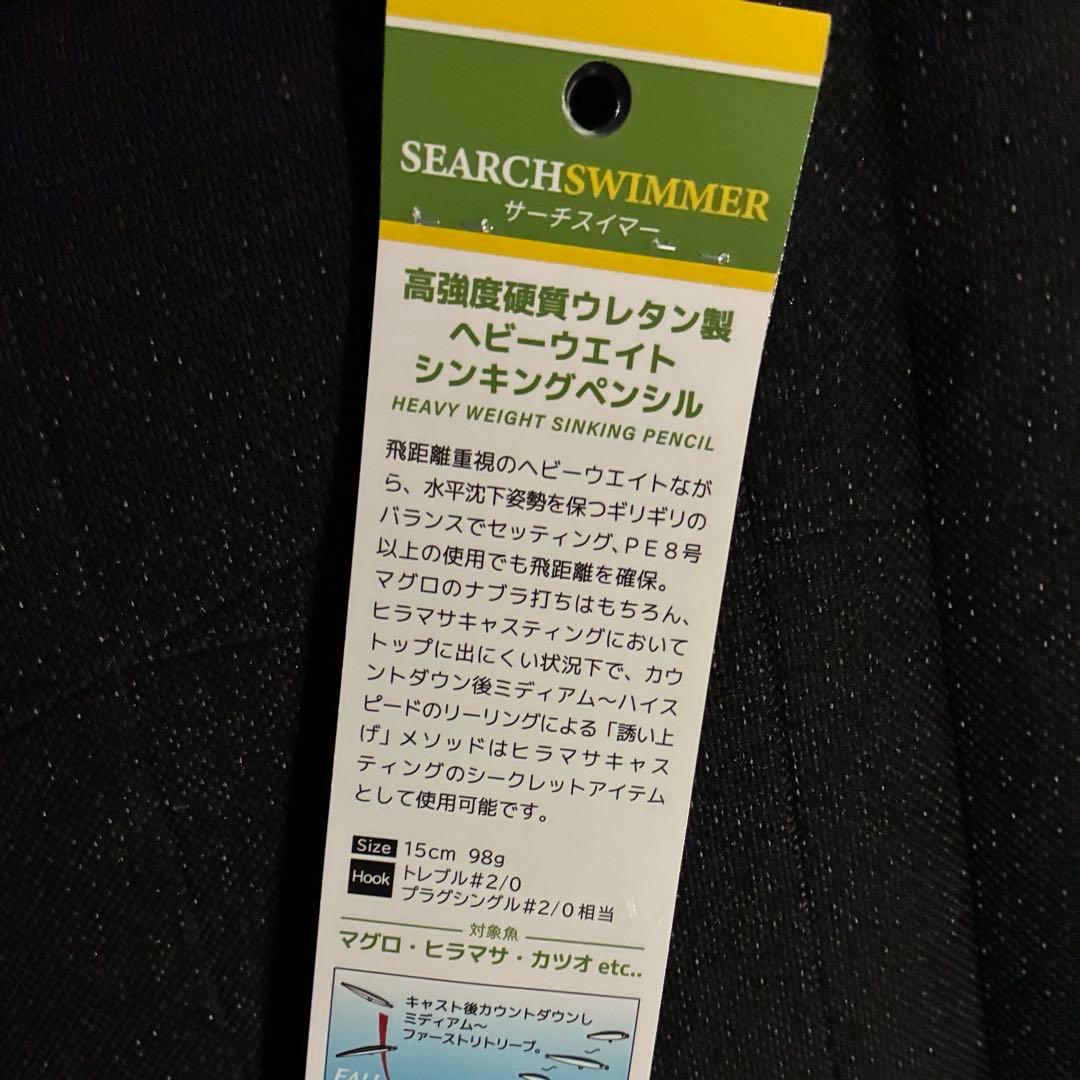 SEARCHSWIMMER
サーチスイマー
高強度硬質ウレタン製
ヘビーウエイト
シンキングペンシル
HEAVY WEIGHT SINKING PENCIL
飛距離重視のヘビーウエイトなが
ら、水平沈下姿勢を保つギリギリの
バランスでセッティング、PE8号
以上の使用でも飛距離を確保。
マグロのナブラ打ちはもちろん、
ヒラマサキャスティングにおいて
トップに出にくい状況下で、カウ
ントダウン後ミディアム〜ハイス
ピードのリーリングによる「誘い上
げ」メソッドはヒラマサキャス
ティングのシークレットアイテム
として使用可能です。
Size 15cm 98g
Hook トレブル#2/0
プラグシングル#2/0相当
対象魚
マグロ・ヒラマサ・カツオ etc..
キャスト後カウントダウンし
ミディアム〜
ファーストリトリーブ。
FALL